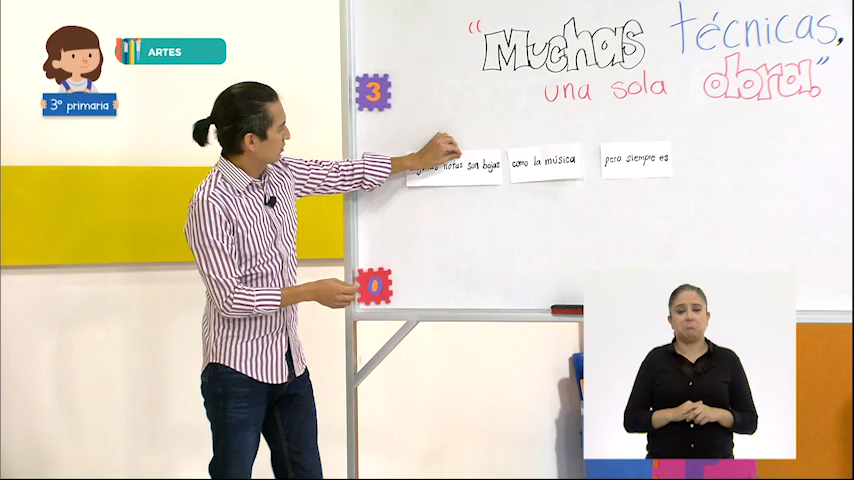 ARTES
3° primaria
"Muchas técnicas,
una sola obra."
3
notas son bajas
como la música
pero siempre es
0